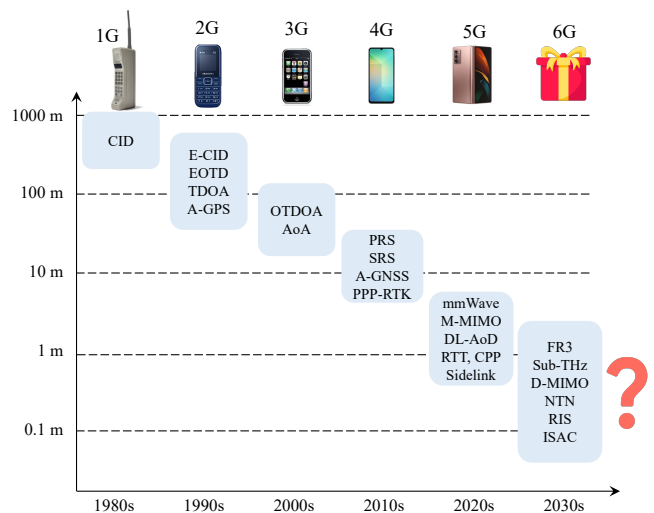 1G
2G
3G
4G
5G
6G
1000 m
100 m
10 m
1 m
0.1 m
CID
E-CID
EOTD
TDOA
A-GPS
OTDOA
AoA
PRS
SRS
A-GNSS
PPP-RTK
mmWave
M-MIMO
DL-AoD
RTT, CPP
Sidelink
FR3
Sub-THz
D-MIMO
NTN
RIS
ISAC
?
1980s
1990s
2000s
2010s
2020s
2030s